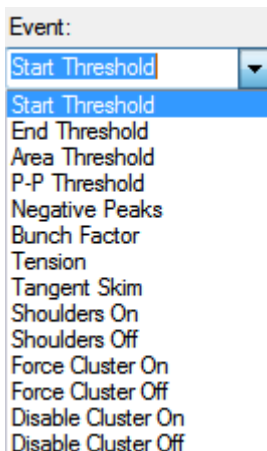 Event:
Start Threshold
Start Threshold
End Threshold
Area Threshold
P-P Threshold
Negative Peaks
Bunch Factor
Tension
Tangent Skim
Shoulders On
Shoulders Off
Force Cluster On
Force Cluster Off
Disable Cluster On
Disable Cluster Off